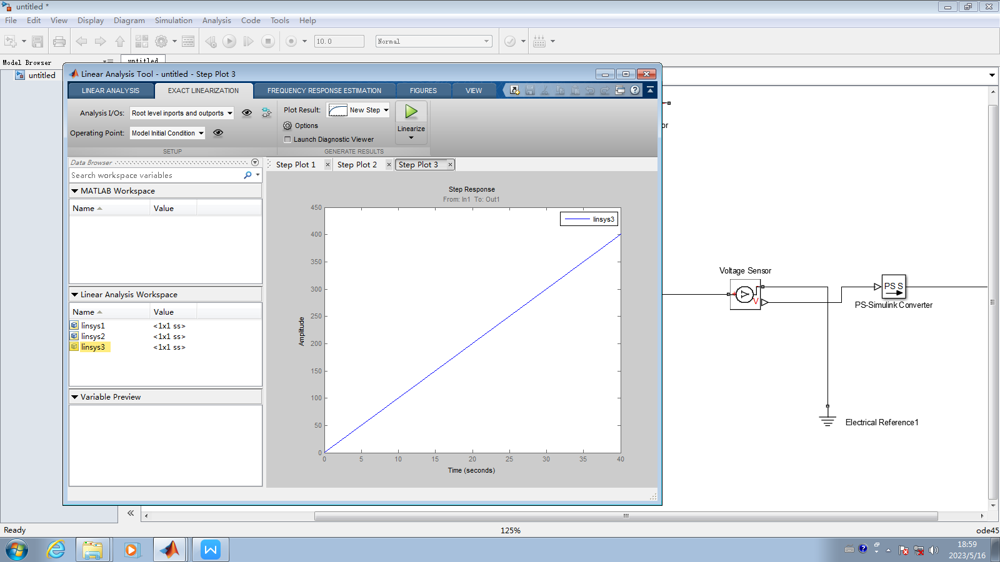 untitled *
File Edit View Display Diagram Simulation Analysis Code Tools Help
10.0 Normal
Model Browser
untitled
untitled
Linear Analysis Tool - untitled - Step Plot 3
LINEAR ANALYSIS EXACT LINEARIZATION FREQUENCY RESPONSE ESTIMATION FIGURES VIEW
Analysis I/Os: Root level inports and outports
Operating Point: Model Initial Condition
SETUP
Plot Result: New Step
Options
Launch Diagnostic Viewer
Linearize
GENERATE RESULTS
Data Browser
Search workspace variables
MATLAB Workspace
Name Value
Linear Analysis Workspace
Name Value
linsys1 <1x1 ss>
linsys2 <1x1 ss>
linsys3 <1x1 ss>
Variable Preview
Step Plot 1 Step Plot 2 Step Plot 3
Step Response
From: In1 To: Out1
linsys3
450
400
350
300
250
200
150
100
50
0
Amplitude
0 5 10 15 20 25 30 35 40
Time (seconds)
or
Voltage Sensor
V
V
PS S
PS-Simulink Converter
Electrical Reference1
Ready 125% ode45
18:59
2023/5/16